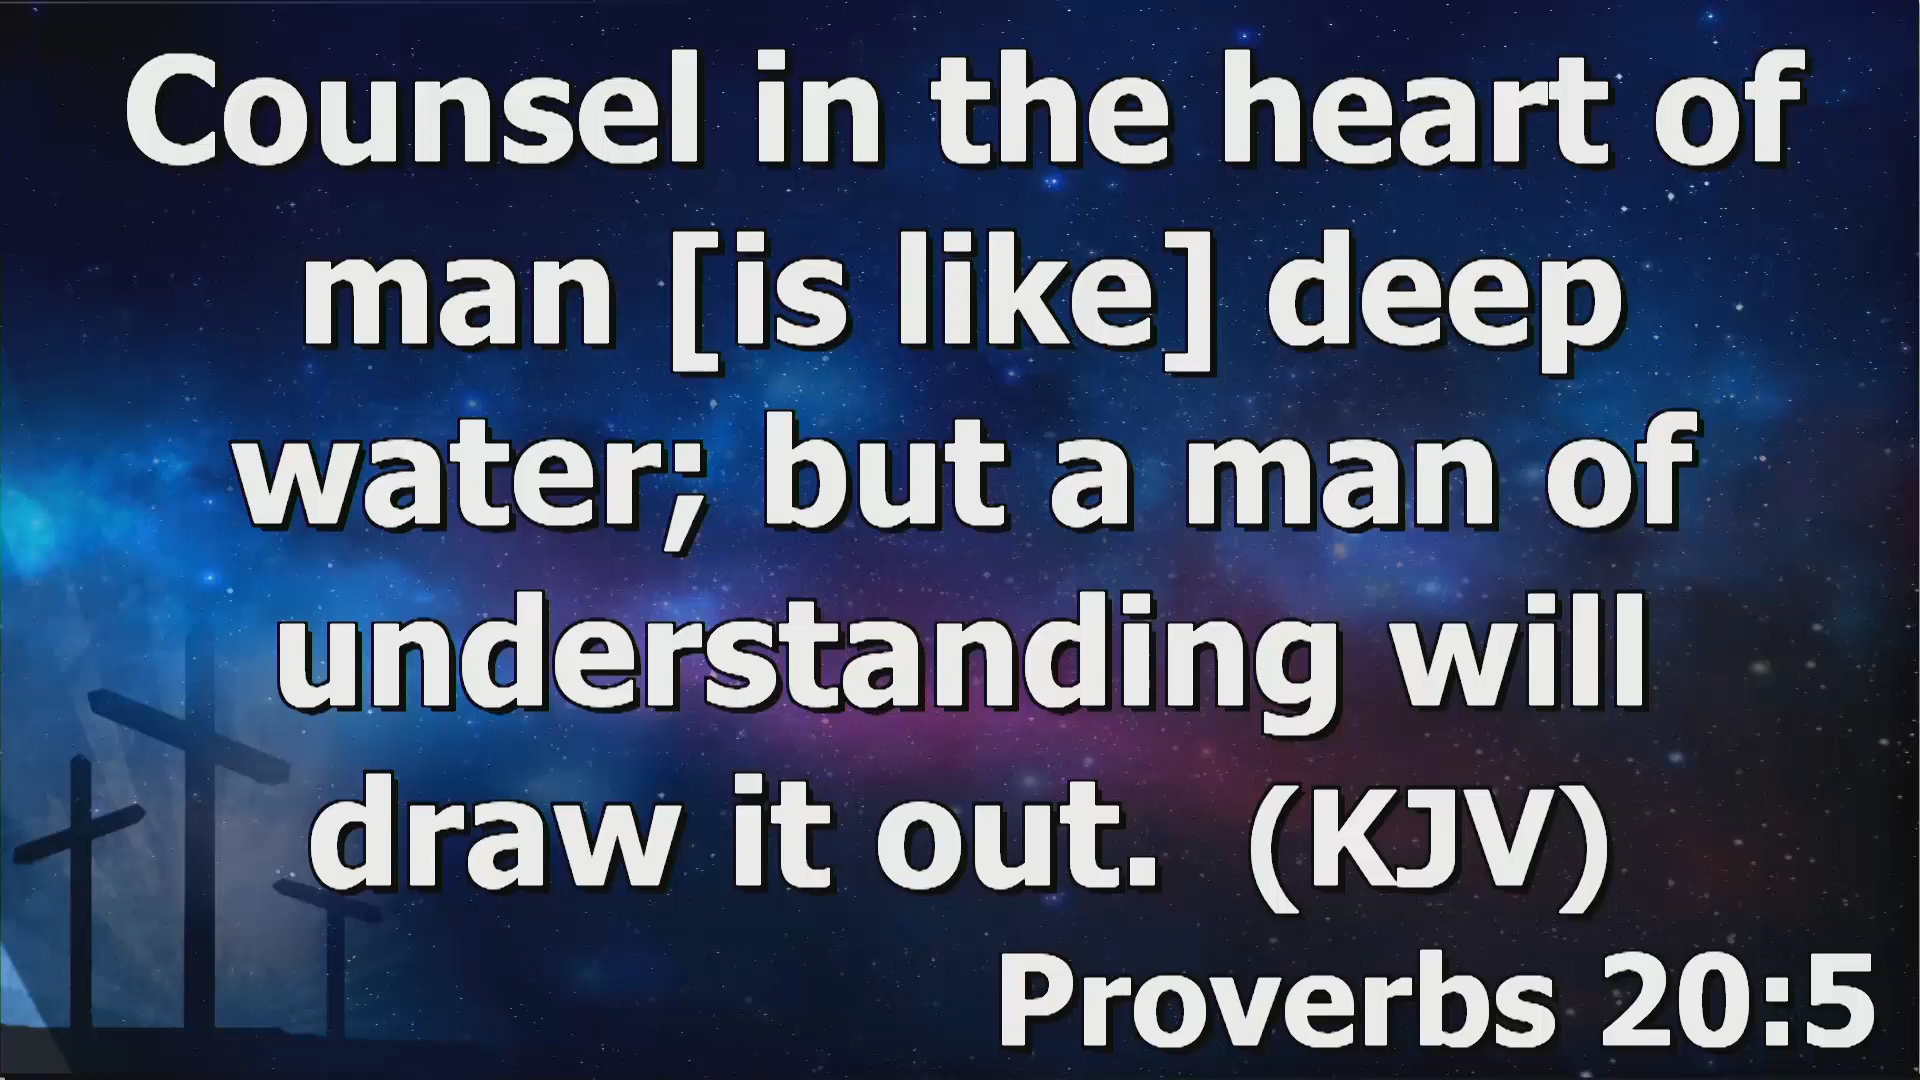 Counsel in the heart of
man [is like] deep
water; but a man of
understanding will
draw it out.  (KJV)
Proverbs 20:5